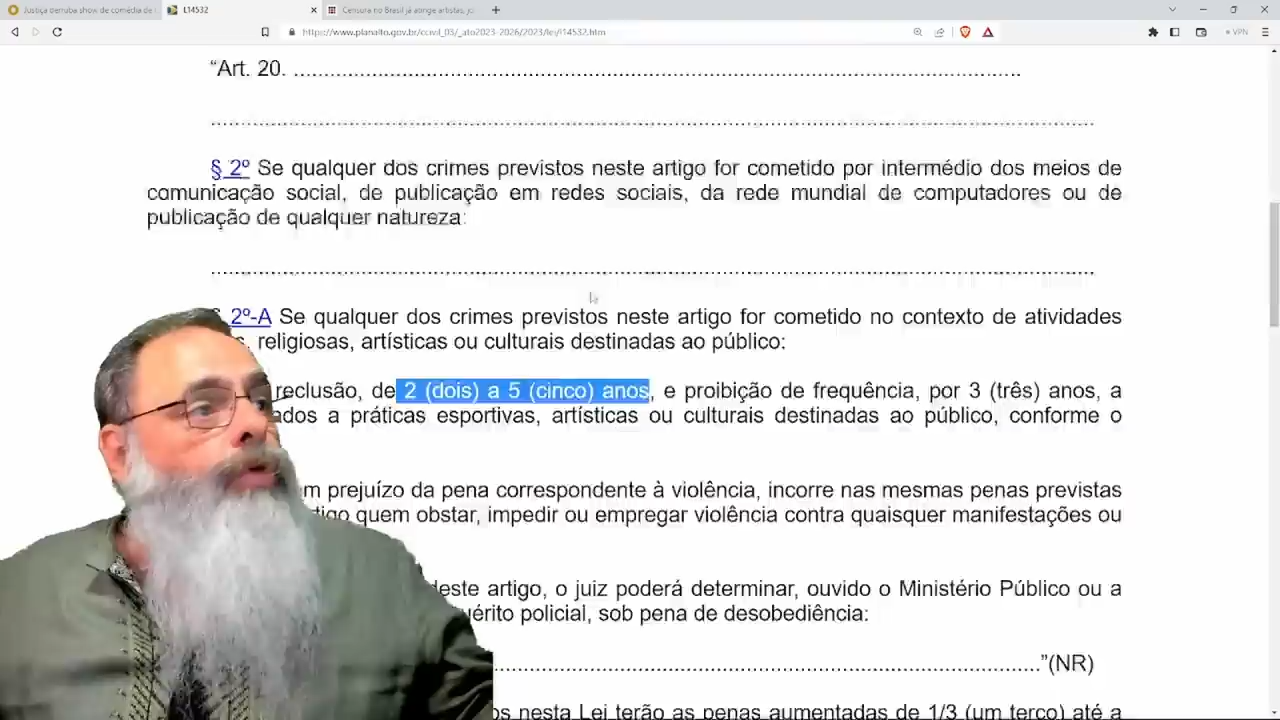 Justiça derruba show de comédia de
L14532
Censura no Brasil já atinge artistas, jo
https://www.planalto.gov.br/ccivil_03/_ato2023-2026/2023/lei/l14532.htm
VPN
“Art. 20. ....................................................................................................................
..............................................................................................................................................
§ 2º Se qualquer dos crimes previstos neste artigo for cometido por intermédio dos meios de
comunicação social, de publicação em redes sociais, da rede mundial de computadores ou de
publicação de qualquer natureza:
..............................................................................................................................................
2º-A Se qualquer dos crimes previstos neste artigo for cometido no contexto de atividades
religiosas, artísticas ou culturais destinadas ao público:
reclusão, de 2 (dois) a 5 (cinco) anos, e proibição de frequência, por 3 (três) anos, a
dos a práticas esportivas, artísticas ou culturais destinadas ao público, conforme o
m prejuízo da pena correspondente à violência, incorre nas mesmas penas previstas
tigo quem obstar, impedir ou empregar violência contra quaisquer manifestações ou
deste artigo, o juiz poderá determinar, ouvido o Ministério Público ou a
uérito policial, sob pena de desobediência:
.....................................................................................”(NR)
os nesta Lei terão as penas aumentadas de 1/3 (um terço) até a